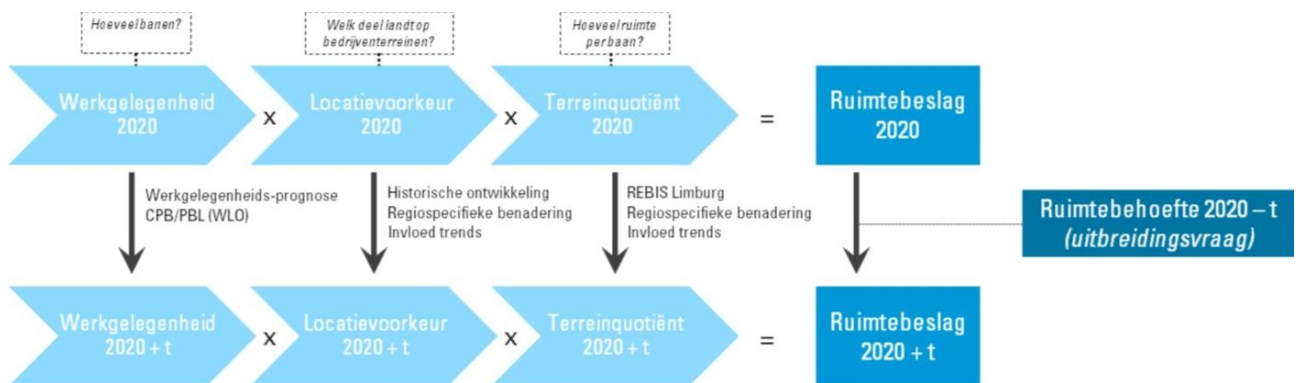 Hoeveel banen?
Welk deel landt op
bedrijventerreinen?
Hoeveel ruimte
per baan?
Werkgelegenheid
2020
x
Locatievoorkeur
2020
x
Terreinquotiënt
2020
=
Ruimtebeslag
2020
Werkgelegenheids-prognose
CPB/PBL (WLO)
Historische ontwikkeling
Regiospecifieke benadering
Invloed trends
REBIS Limburg
Regiospecifieke benadering
Invloed trends
Ruimtebehoefte 2020 – t
(uitbreidingsvraag)
Werkgelegenheid
2020 + t
x
Locatievoorkeur
2020 + t
x
Terreinquotiënt
2020 + t
=
Ruimtebeslag
2020 + t